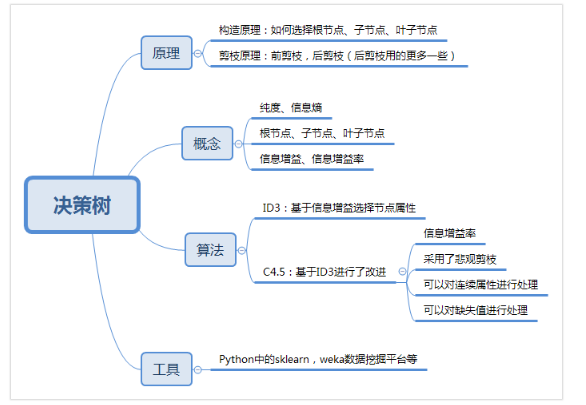 决策树
原理
构造原理：如何选择根节点、子节点、叶子节点
剪枝原理：前剪枝，后剪枝（后剪枝用的更多一些）
概念
纯度、信息熵
根节点、子节点、叶子节点
信息增益、信息增益率
算法
ID3：基于信息增益选择节点属性
C4.5：基于ID3进行了改进
信息增益率
采用了悲观剪枝
可以对连续属性进行处理
可以对缺失值进行处理
工具
Python中的sklearn，weka数据挖掘平台等